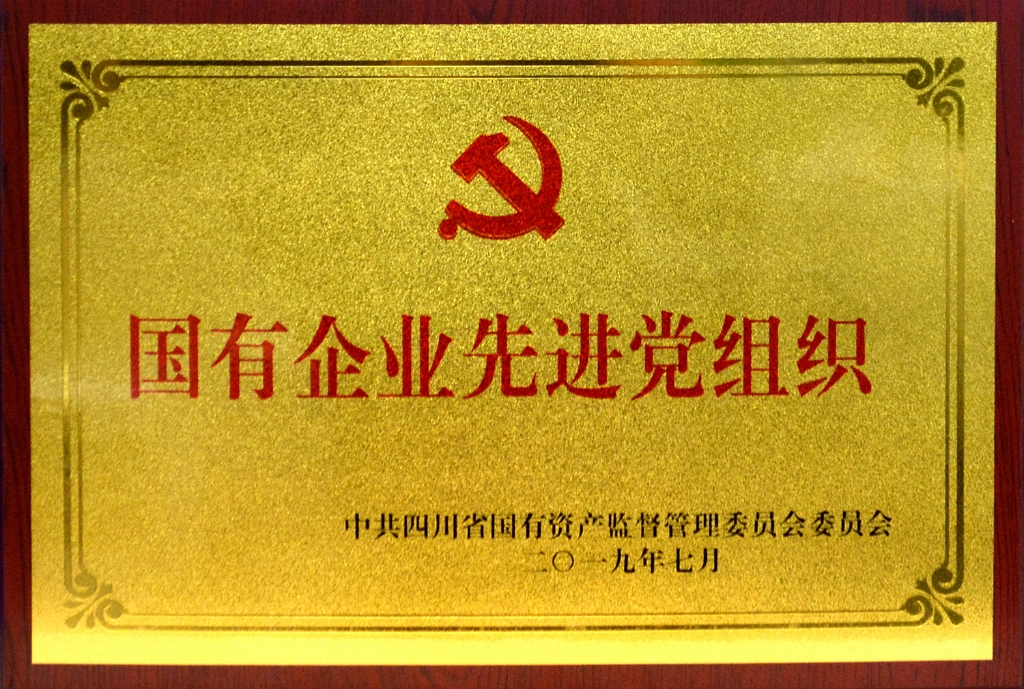 国有企业先进党组织
中共四川省国有资产监督管理委员会委员会
二〇一九年七月